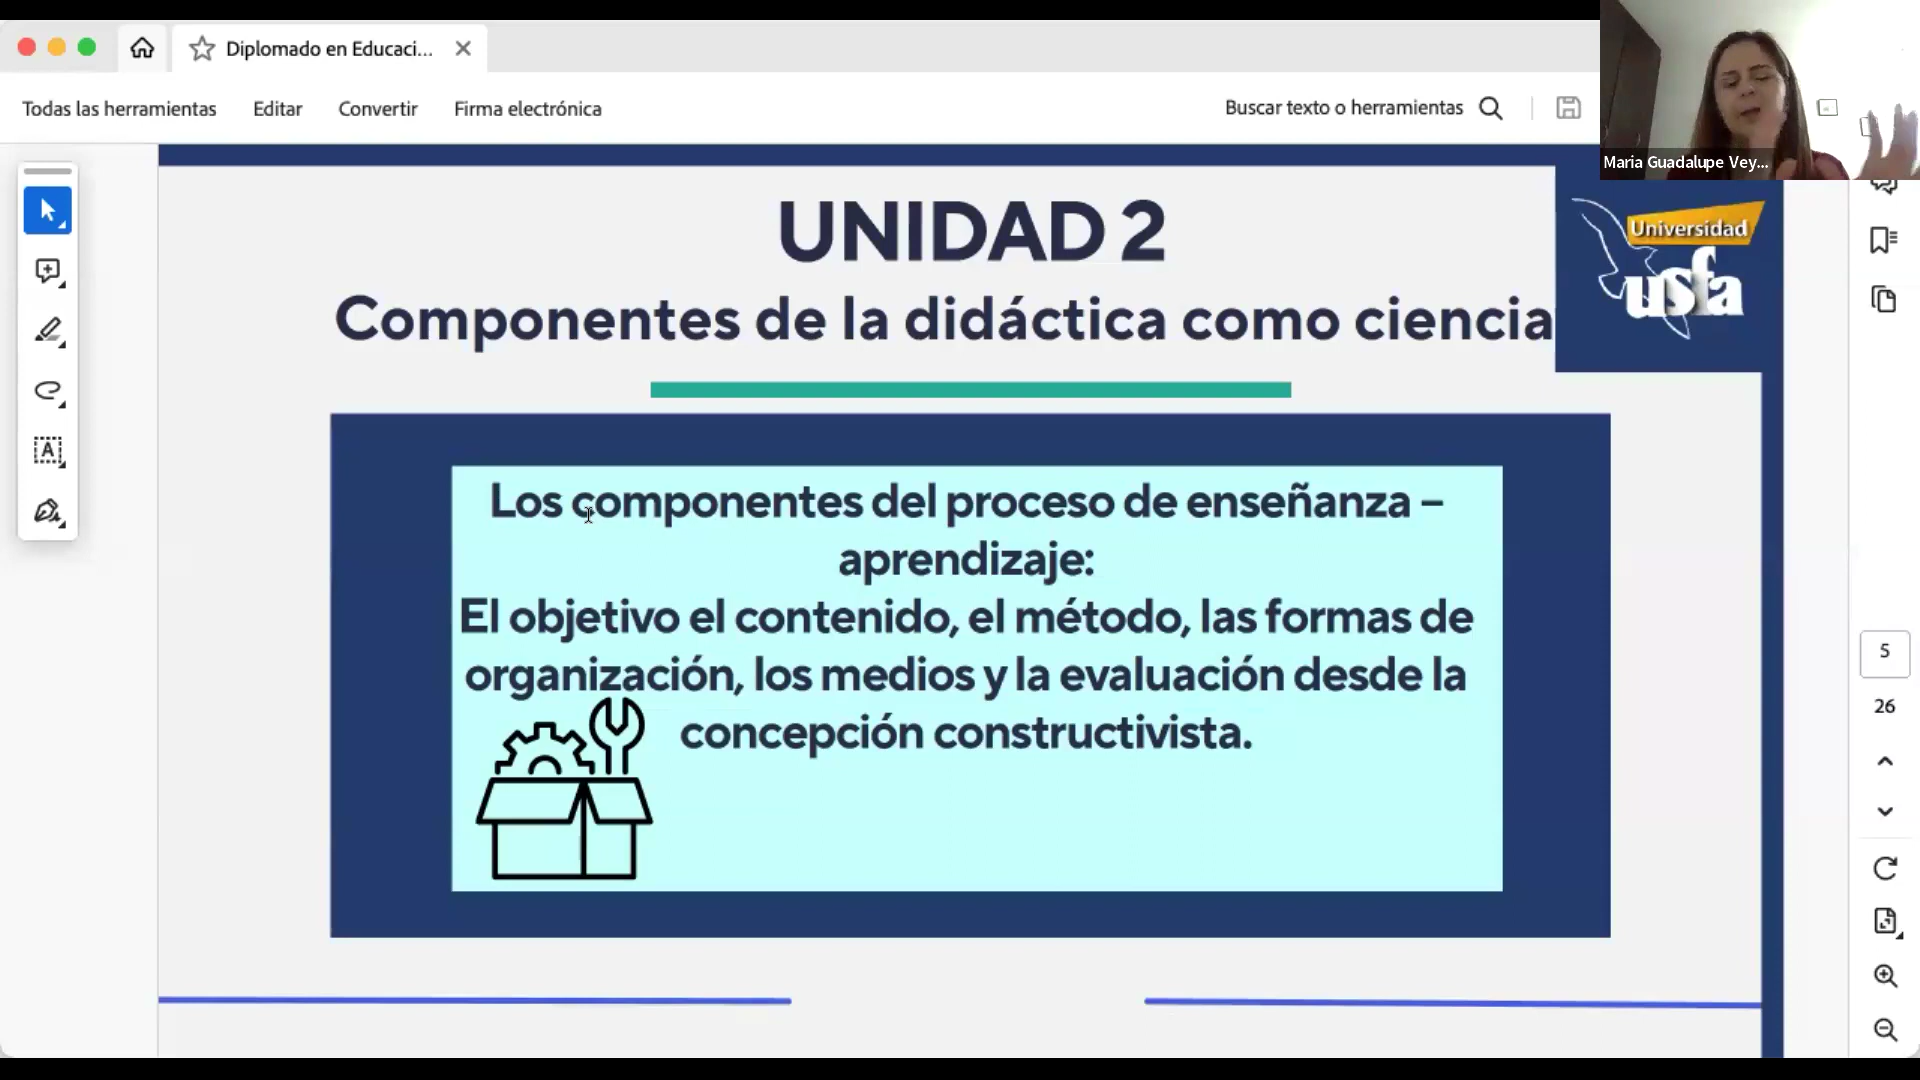 Diplomado en Educaci...
Todas las herramientas
Editar
Convertir
Firma electrónica
Buscar texto o herramientas
Maria Guadalupe Vey...
UNIDAD 2
Componentes de la didáctica como ciencia
Universidad
usfa
Los componentes del proceso de enseñanza –
aprendizaje:
El objetivo el contenido, el método, las formas de
organización, los medios y la evaluación desde la
concepción constructivista.
A
5
26